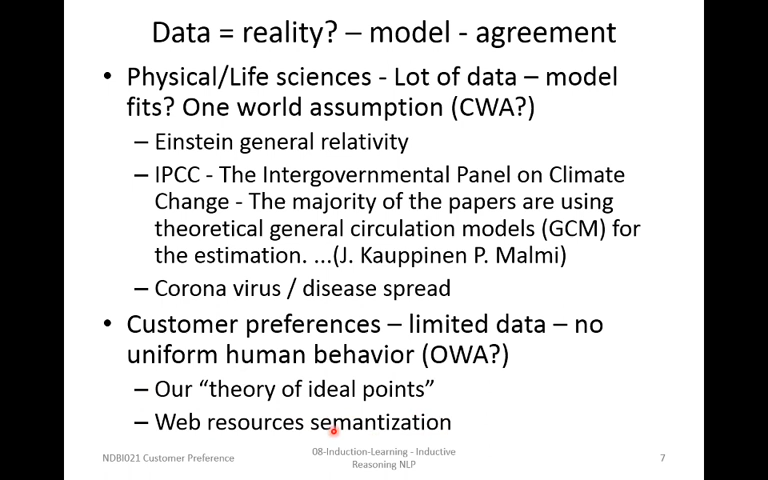 Data = reality? – model - agreement
• Physical/Life sciences - Lot of data – model
fits? One world assumption (CWA?)
– Einstein general relativity
– IPCC - The Intergovernmental Panel on Climate
Change - The majority of the papers are using
theoretical general circulation models (GCM) for
the estimation. ...(J. Kauppinen P. Malmi)
– Corona virus / disease spread
• Customer preferences – limited data – no
uniform human behavior (OWA?)
– Our “theory of ideal points”
– Web resources semantization
NDBI021 Customer Preference
08-Induction-Learning - Inductive
Reasoning NLP
7